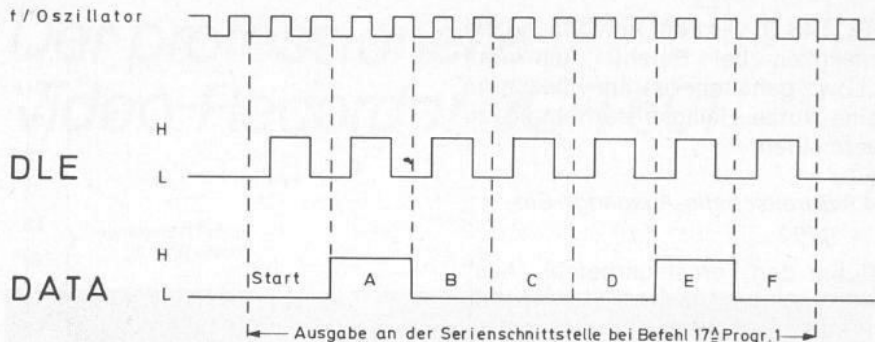 f/Oszillator
H
DLE
L
H
DATA
L
Start A B C D E F
Ausgabe an der Serienschnittstelle bei Befehl 17≙Progr.1